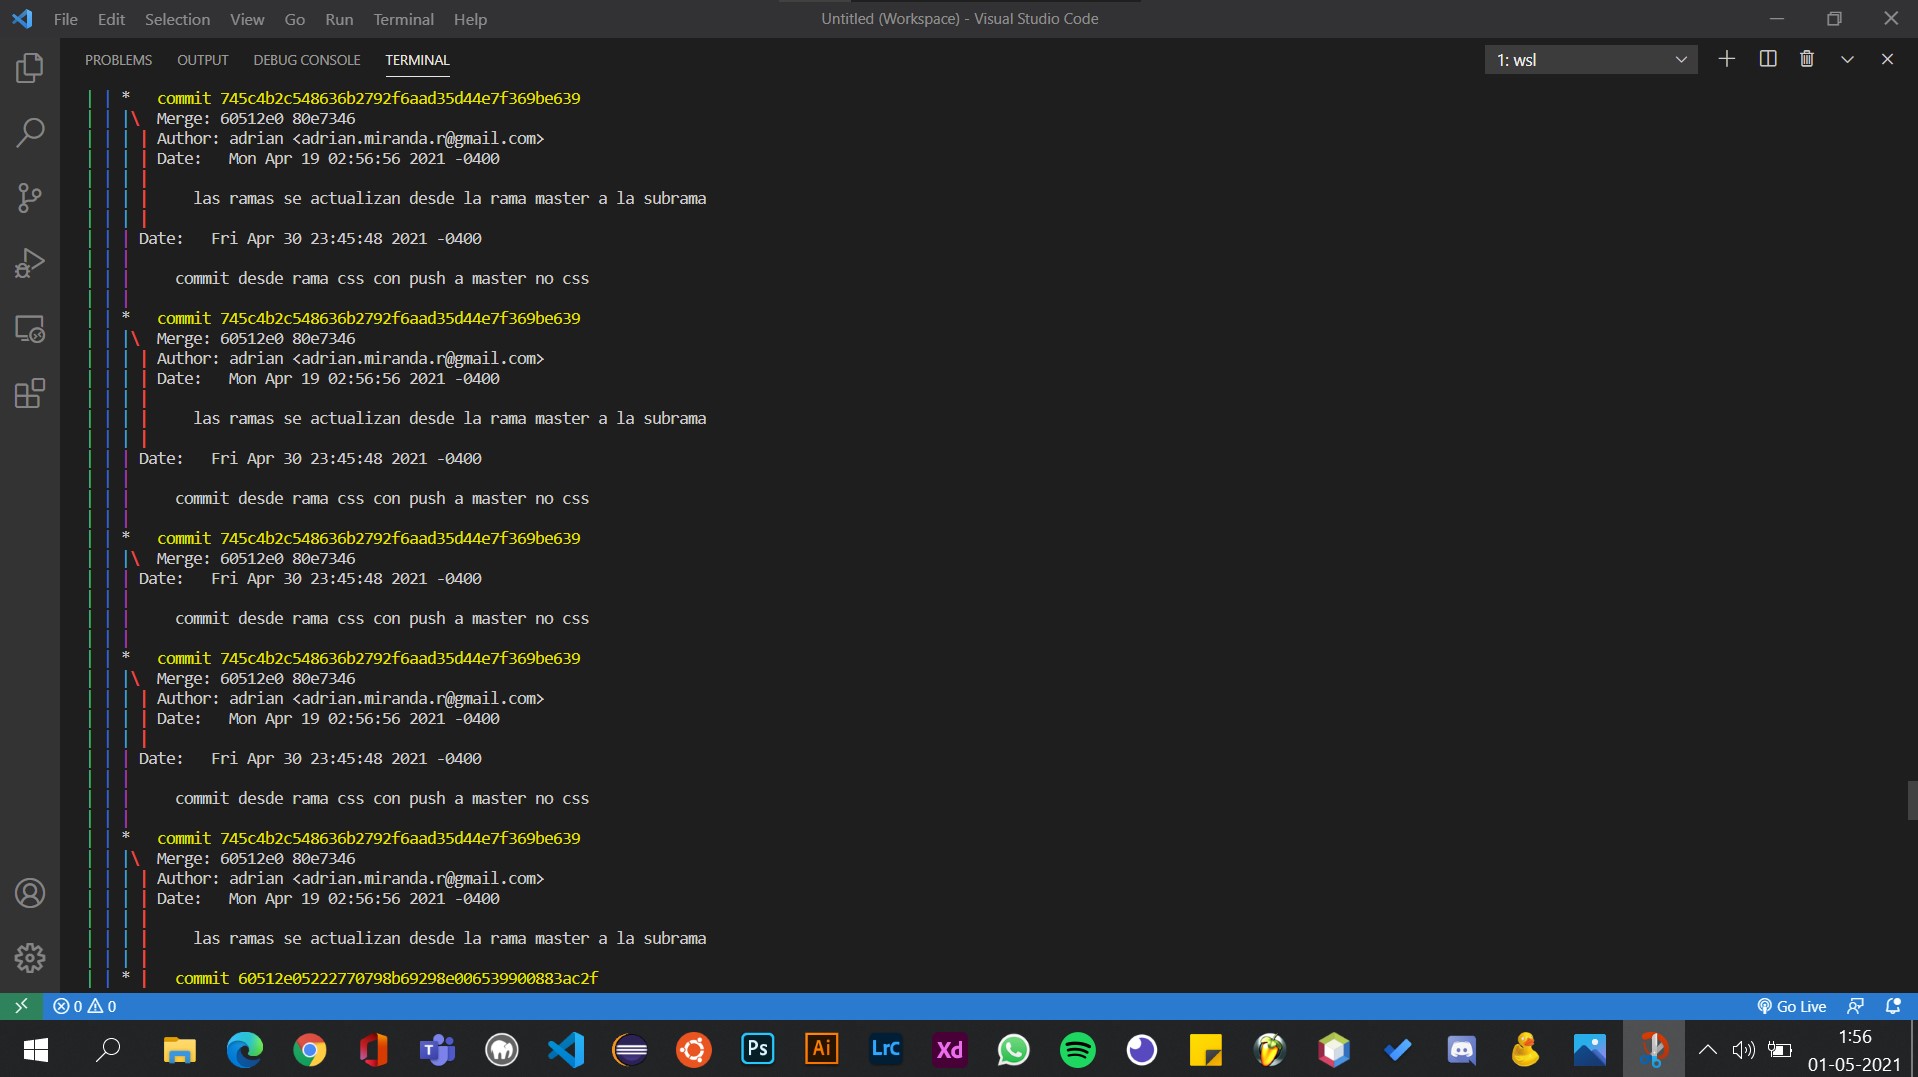 File Edit Selection View Go Run Terminal Help
Untitled (Workspace) - Visual Studio Code
PROBLEMS OUTPUT DEBUG CONSOLE TERMINAL
1: wsl
| | *   commit 745c4b2c548636b2792f6aad35d44e7f369be639
| | |\  Merge: 60512e0 80e7346
| | | | Author: adrian <adrian.miranda.r@gmail.com>
| | | | Date:   Mon Apr 19 02:56:56 2021 -0400
| | | |
| | | |     las ramas se actualizan desde la rama master a la subrama
| | | |
| | | Date:   Fri Apr 30 23:45:48 2021 -0400
| | |
| | |     commit desde rama css con push a master no css
| | |
| | *   commit 745c4b2c548636b2792f6aad35d44e7f369be639
| | |\  Merge: 60512e0 80e7346
| | | | Author: adrian <adrian.miranda.r@gmail.com>
| | | | Date:   Mon Apr 19 02:56:56 2021 -0400
| | | |
| | | |     las ramas se actualizan desde la rama master a la subrama
| | | |
| | | Date:   Fri Apr 30 23:45:48 2021 -0400
| | |
| | |     commit desde rama css con push a master no css
| | |
| | *   commit 745c4b2c548636b2792f6aad35d44e7f369be639
| | |\  Merge: 60512e0 80e7346
| | | Date:   Fri Apr 30 23:45:48 2021 -0400
| | |
| | |     commit desde rama css con push a master no css
| | |
| | *   commit 745c4b2c548636b2792f6aad35d44e7f369be639
| | |\  Merge: 60512e0 80e7346
| | | | Author: adrian <adrian.miranda.r@gmail.com>
| | | | Date:   Mon Apr 19 02:56:56 2021 -0400
| | | |
| | | Date:   Fri Apr 30 23:45:48 2021 -0400
| | |
| | |     commit desde rama css con push a master no css
| | |
| | *   commit 745c4b2c548636b2792f6aad35d44e7f369be639
| | |\  Merge: 60512e0 80e7346
| | | | Author: adrian <adrian.miranda.r@gmail.com>
| | | | Date:   Mon Apr 19 02:56:56 2021 -0400
| | | |
| | | |     las ramas se actualizan desde la rama master a la subrama
| | | |
| | * |   commit 60512e05222770798b69298e006539900883ac2f
0 0
Go Live
Ps Ai LrC Xd
1:56
01-05-2021